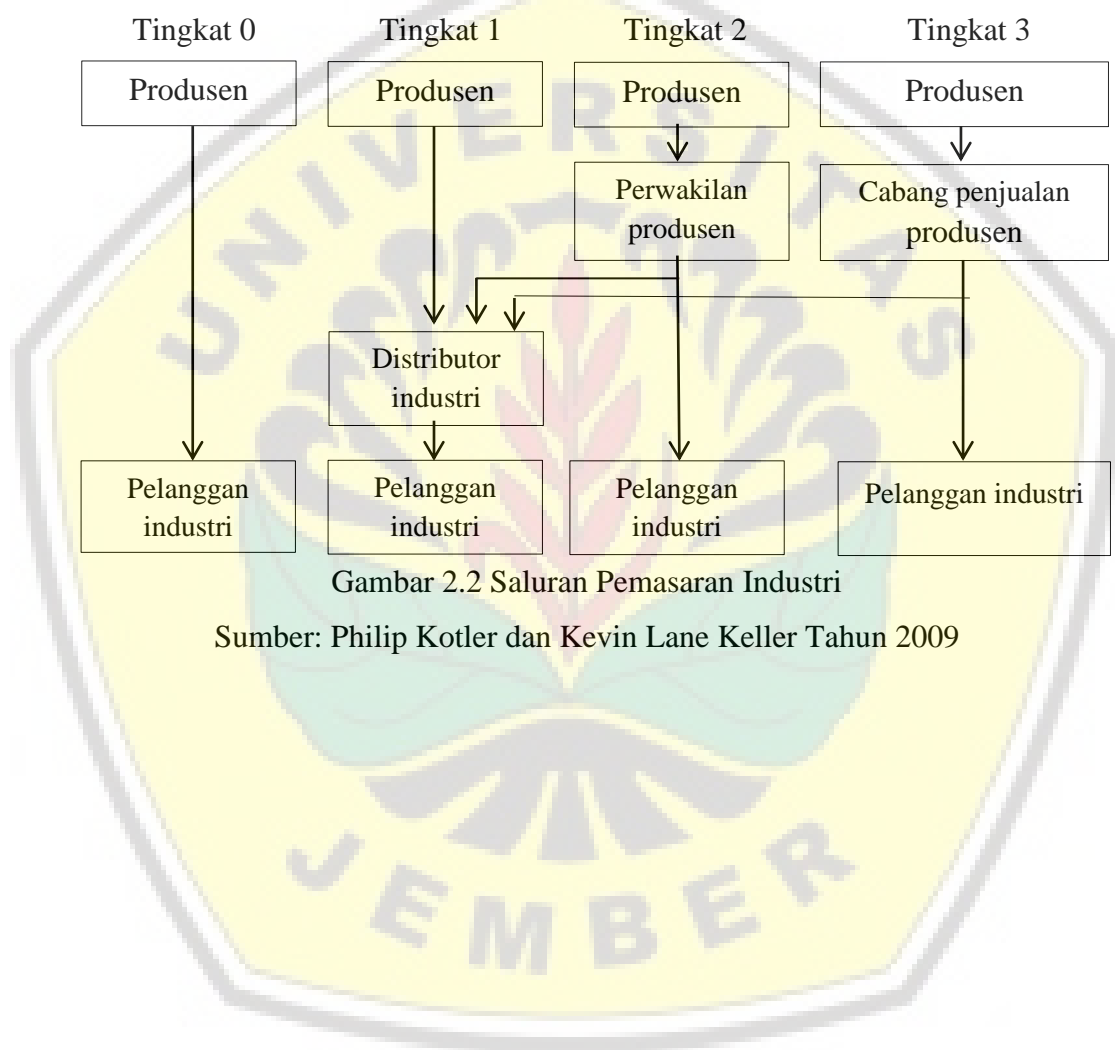 Tingkat 0 Tingkat 1 Tingkat 2 Tingkat 3
Produsen Produsen Produsen Produsen
Perwakilan
produsen
Cabang penjualan
produsen
Distributor
industri
Pelanggan
industri
Pelanggan
industri
Pelanggan
industri
Pelanggan industri
Gambar 2.2 Saluran Pemasaran Industri
Sumber: Philip Kotler dan Kevin Lane Keller Tahun 2009
UNIVERSITAS
JEMBER